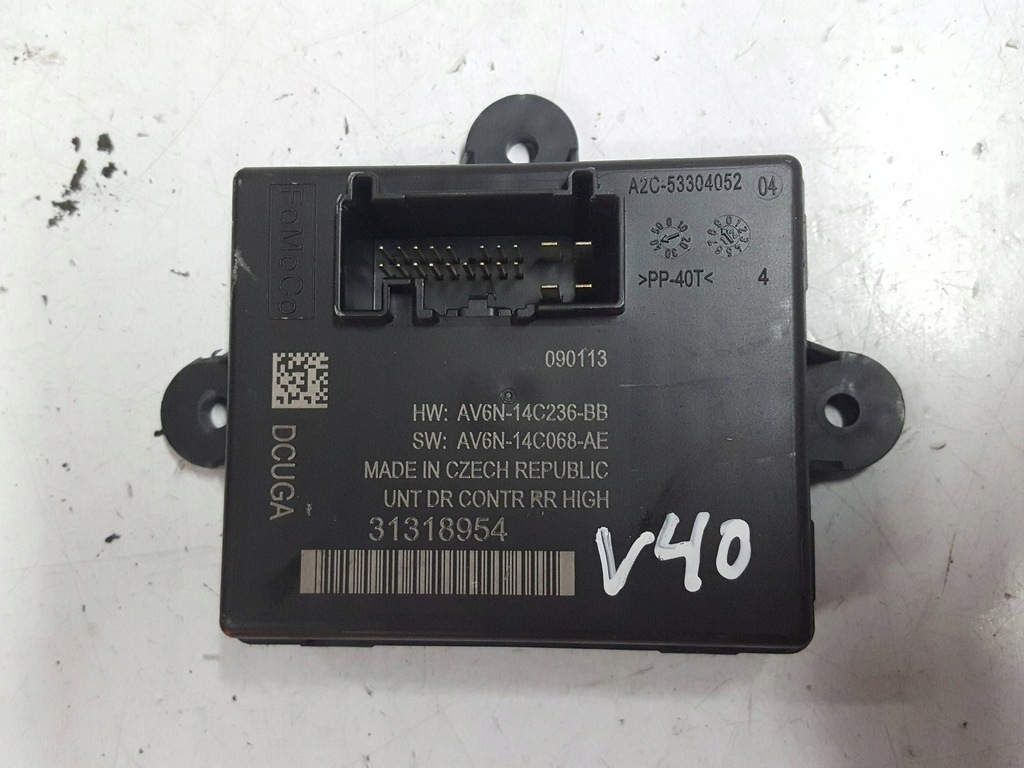 FoMoCo
A2C-53304052 04
>PP-40T< 4
090113
HW: AV6N-14C236-BB
SW: AV6N-14C068-AE
MADE IN CZECH REPUBLIC
UNT DR CONTR RR HIGH
31318954
DCUGA
V40